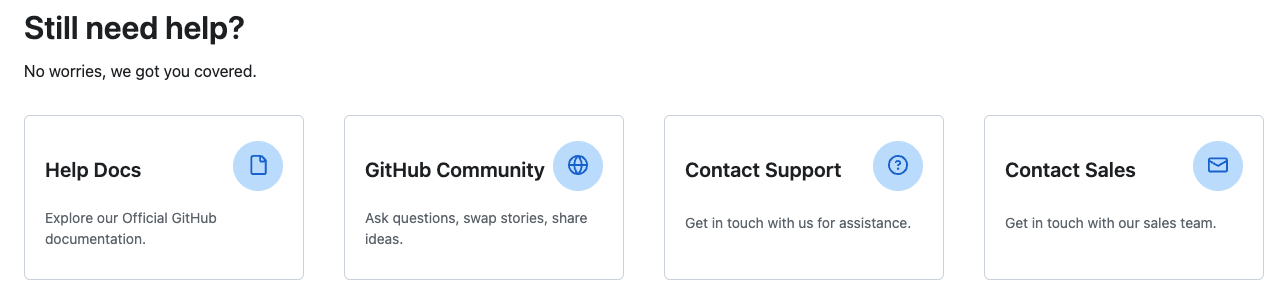 Still need help?
No worries, we got you covered.
Help Docs
Explore our Official GitHub
documentation.
GitHub Community
Ask questions, swap stories, share
ideas.
Contact Support
Get in touch with us for assistance.
Contact Sales
Get in touch with our sales team.